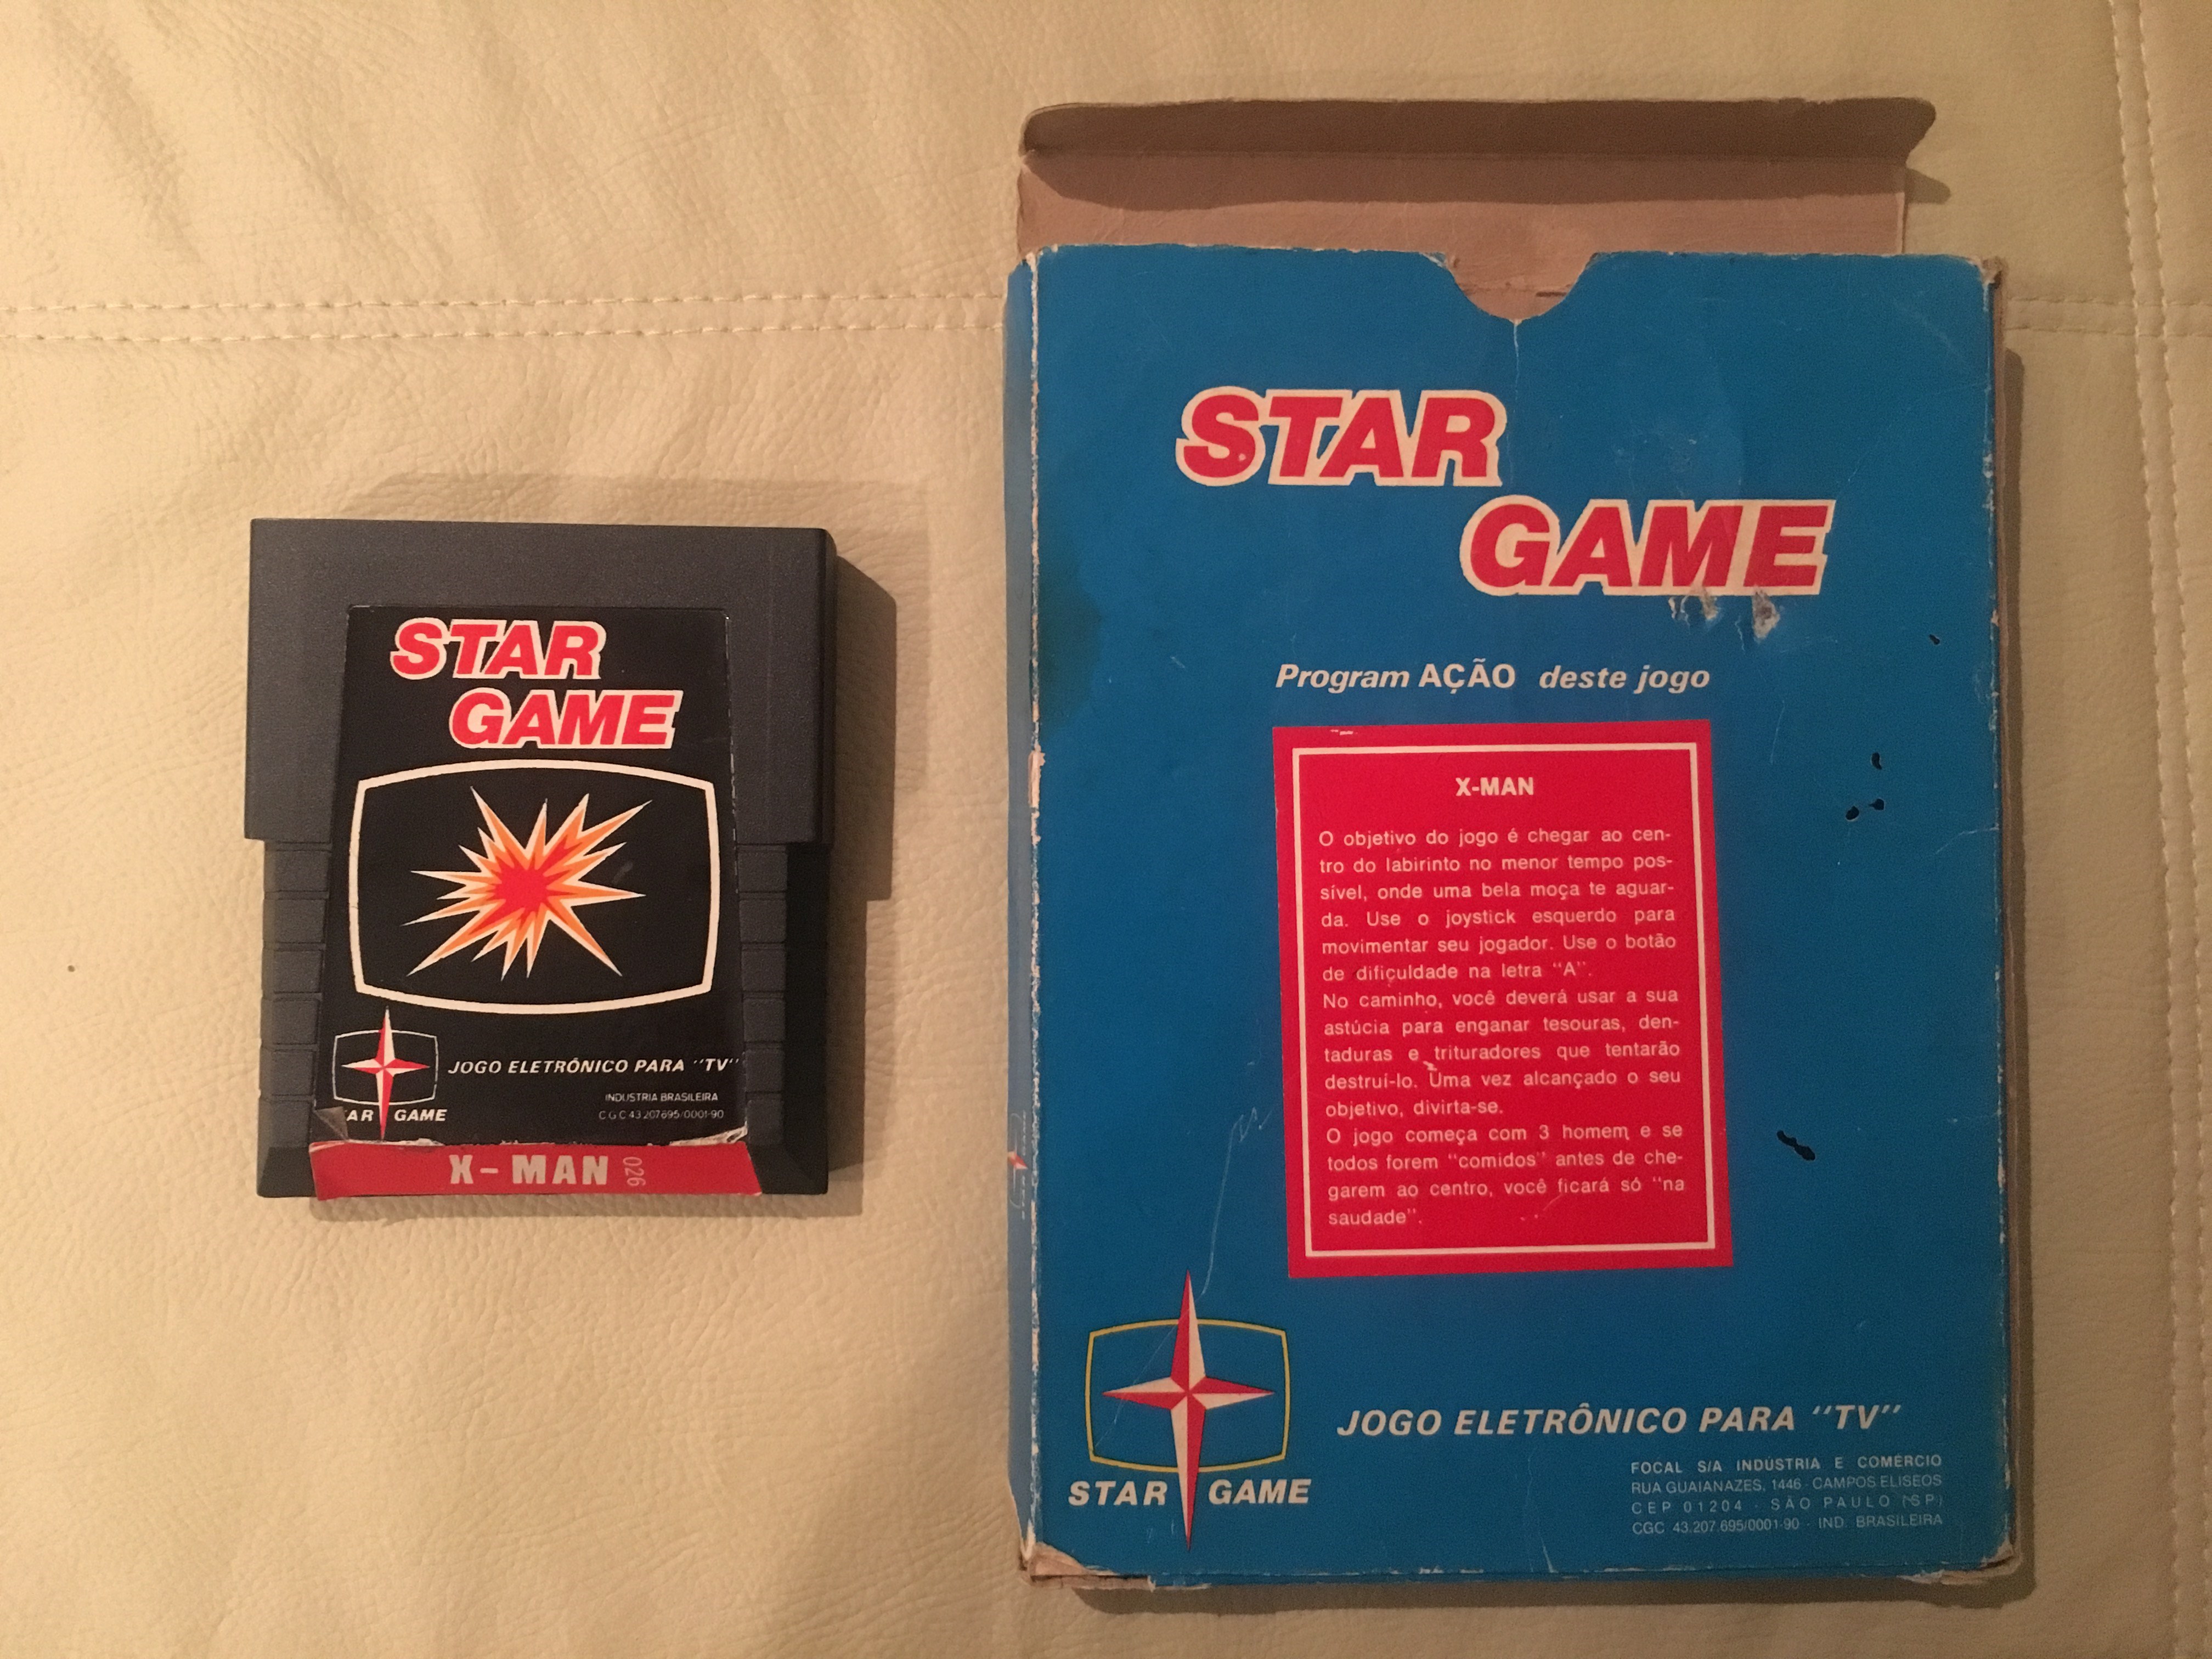 STAR
GAME
JOGO ELETRÔNICO PARA "TV"
INDUSTRIA BRASILEIRA
C G C 43.207.695/0001-90
AR GAME
X-MAN 026
STAR
GAME
Program AÇÃO deste jogo
X-MAN
O objetivo do jogo é chegar ao cen-
tro do labirinto no menor tempo pos-
sível, onde uma bela moça te aguar-
da. Use o joystick esquerdo para
movimentar seu jogador. Use o botão
de dificuldade na letra "A".
No caminho, você deverá usar a sua
astúcia para enganar tesouras, den-
taduras e trituradores que tentarão
destruí-lo. Uma vez alcançado o seu
objetivo, divirta-se.
O jogo começa com 3 homem e se
todos forem "comidos" antes de che-
garem ao centro, você ficará só "na
saudade".
STAR GAME
JOGO ELETRÔNICO PARA "TV"
FOCAL S/A INDÚSTRIA E COMÉRCIO
RUA GUAIANAZES, 1446 - CAMPOS ELISEOS
CEP 01204 - SÃO PAULO (SP)
CGC 43.207.695/0001-90 - IND. BRASILEIRA